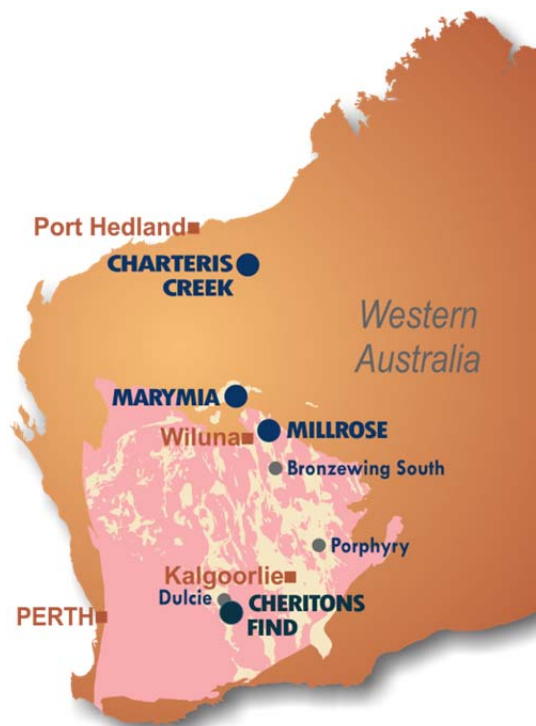 Port Hedland
CHARTERIS
CREEK
Western
Australia
MARYMIA
MILLROSE
Wiluna
Bronzewing South
Porphyry
Kalgoorlie
Dulcie
CHERITONS
FIND
PERTH